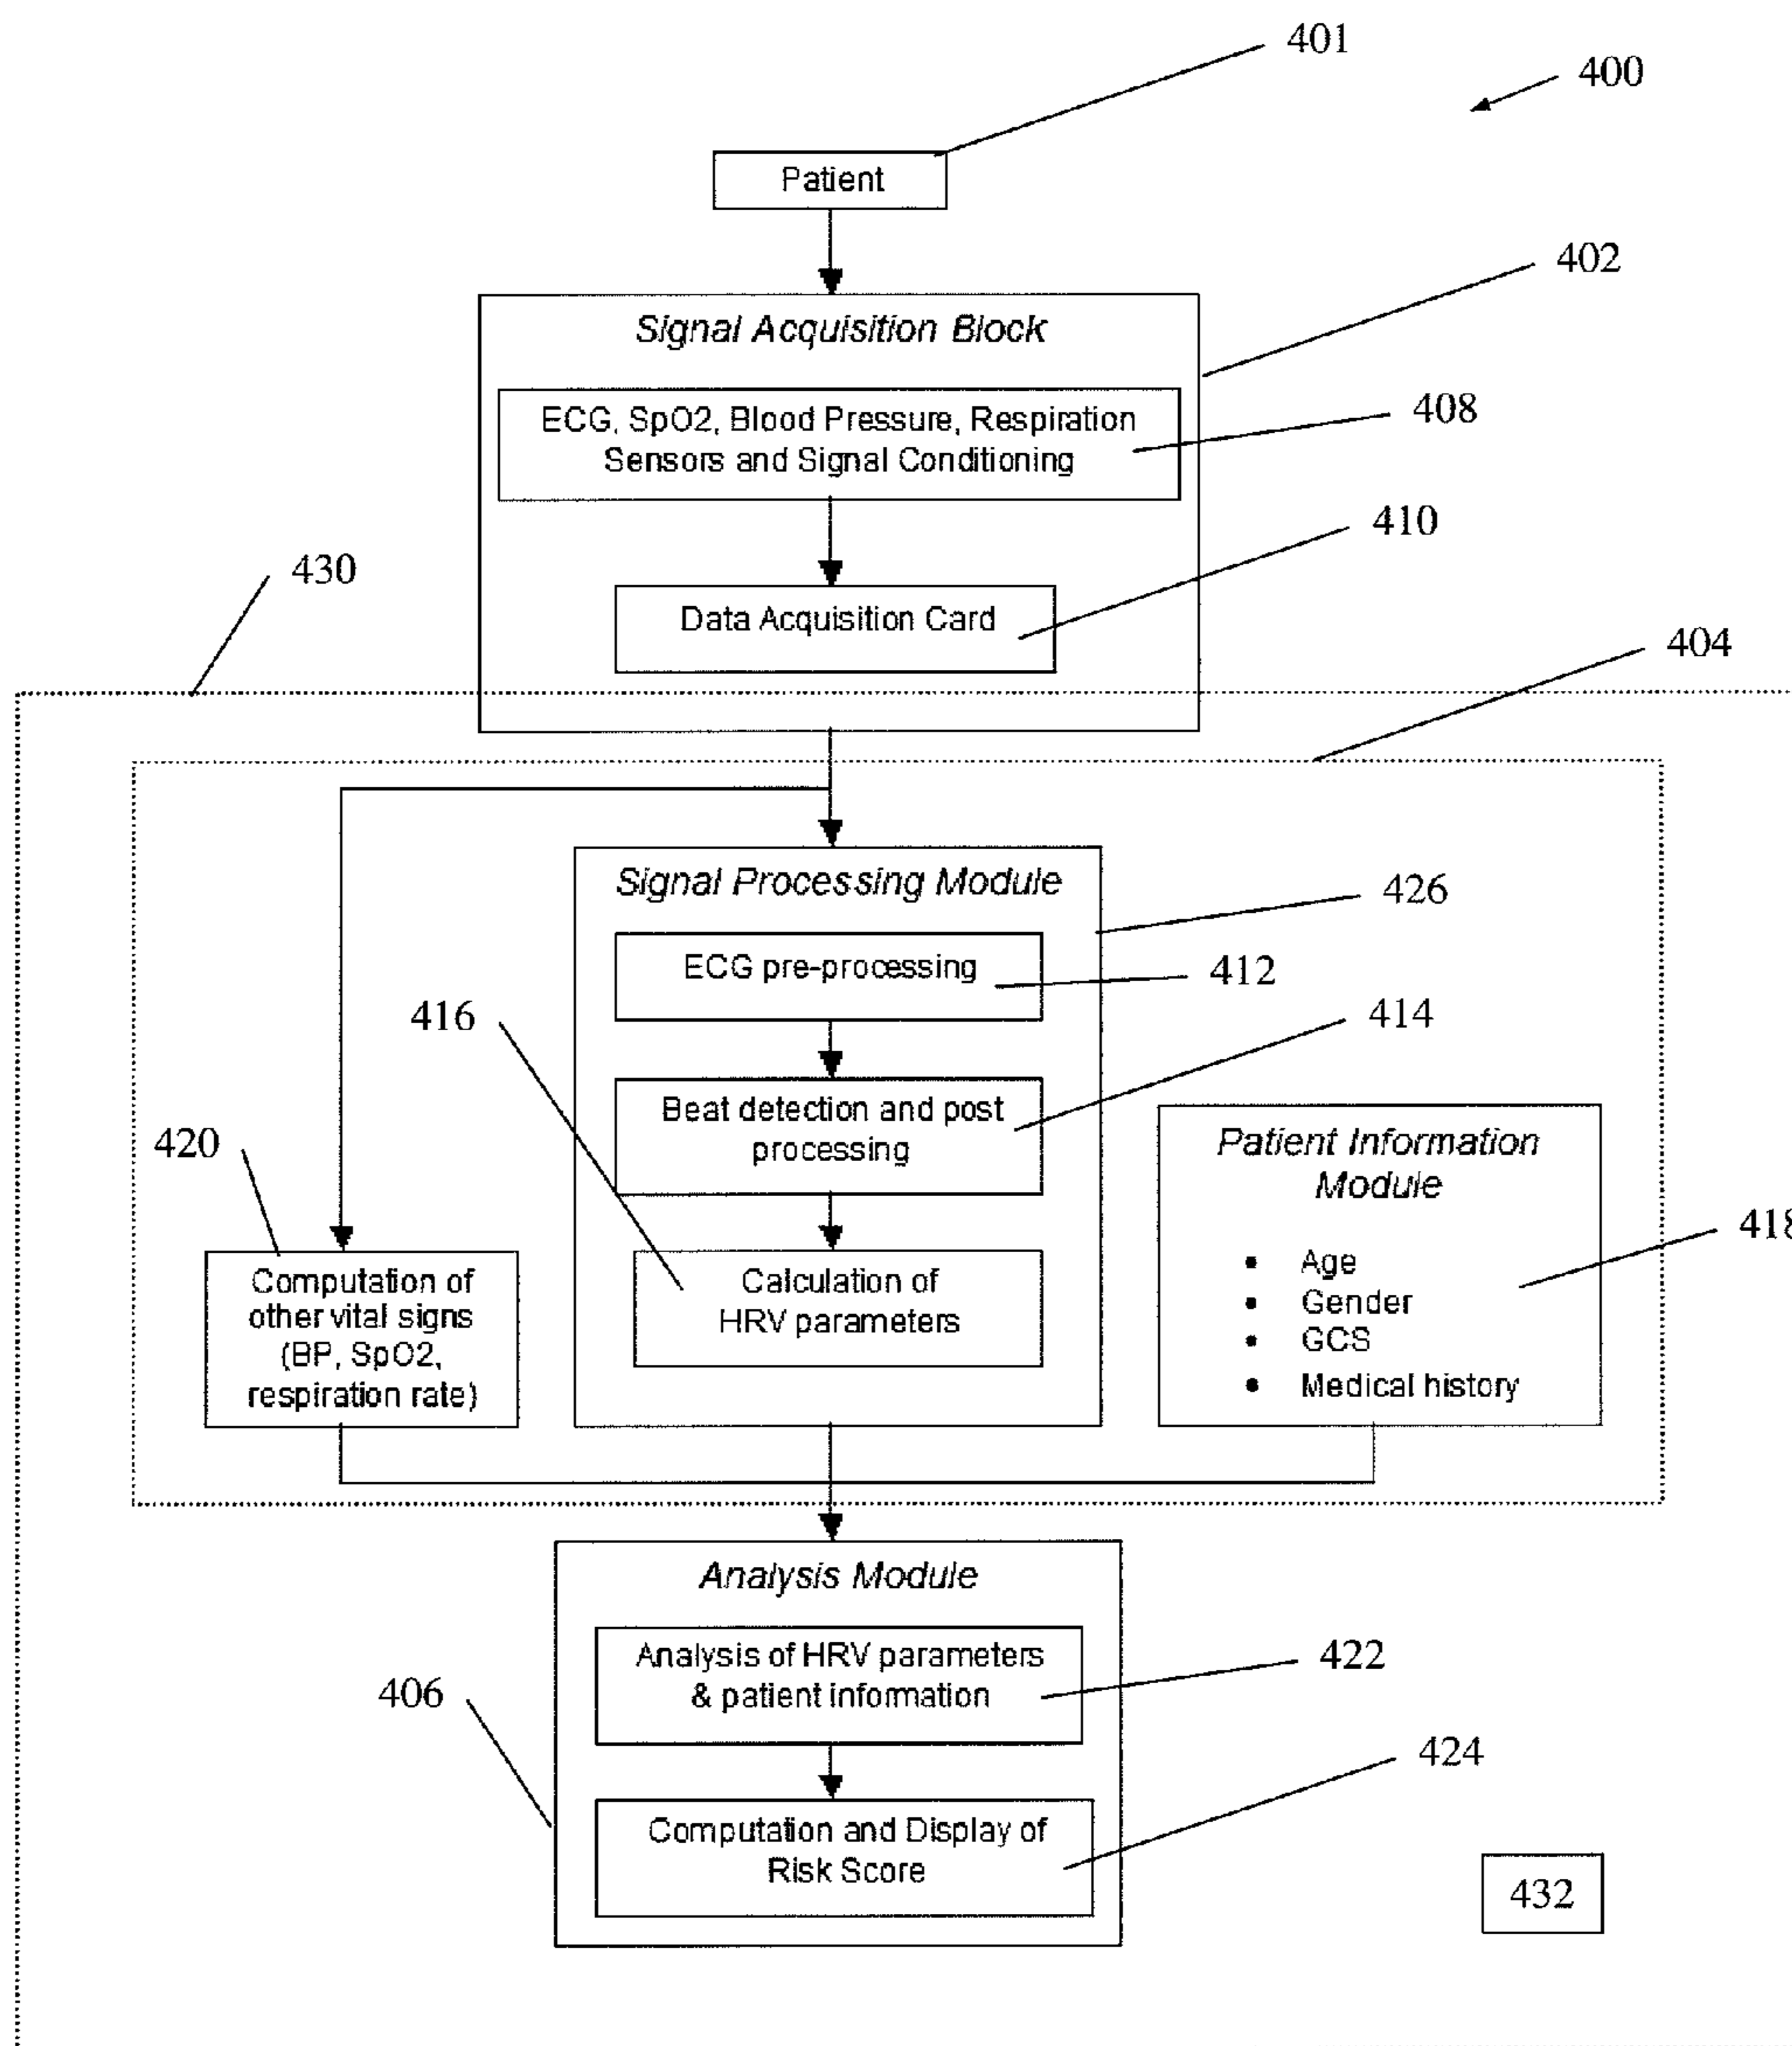 401
400
Patient
402
Signal Acquisition Block
ECG, SpO2, Blood Pressure, Respiration
Sensors and Signal Conditioning
408
410
Data Acquisition Card
430
404
Signal Processing Module
426
ECG pre-processing
412
416
414
Beat detection and post
processing
420
Patient Information
Module
418
• Age
• Gender
• GCS
• Medical history
Computation of
other vital signs
(BP, SpO2,
respiration rate)
Calculation of
HRV parameters
Analysis Module
Analysis of HRV parameters
& patient information
422
406
424
Computation and Display of
Risk Score
432